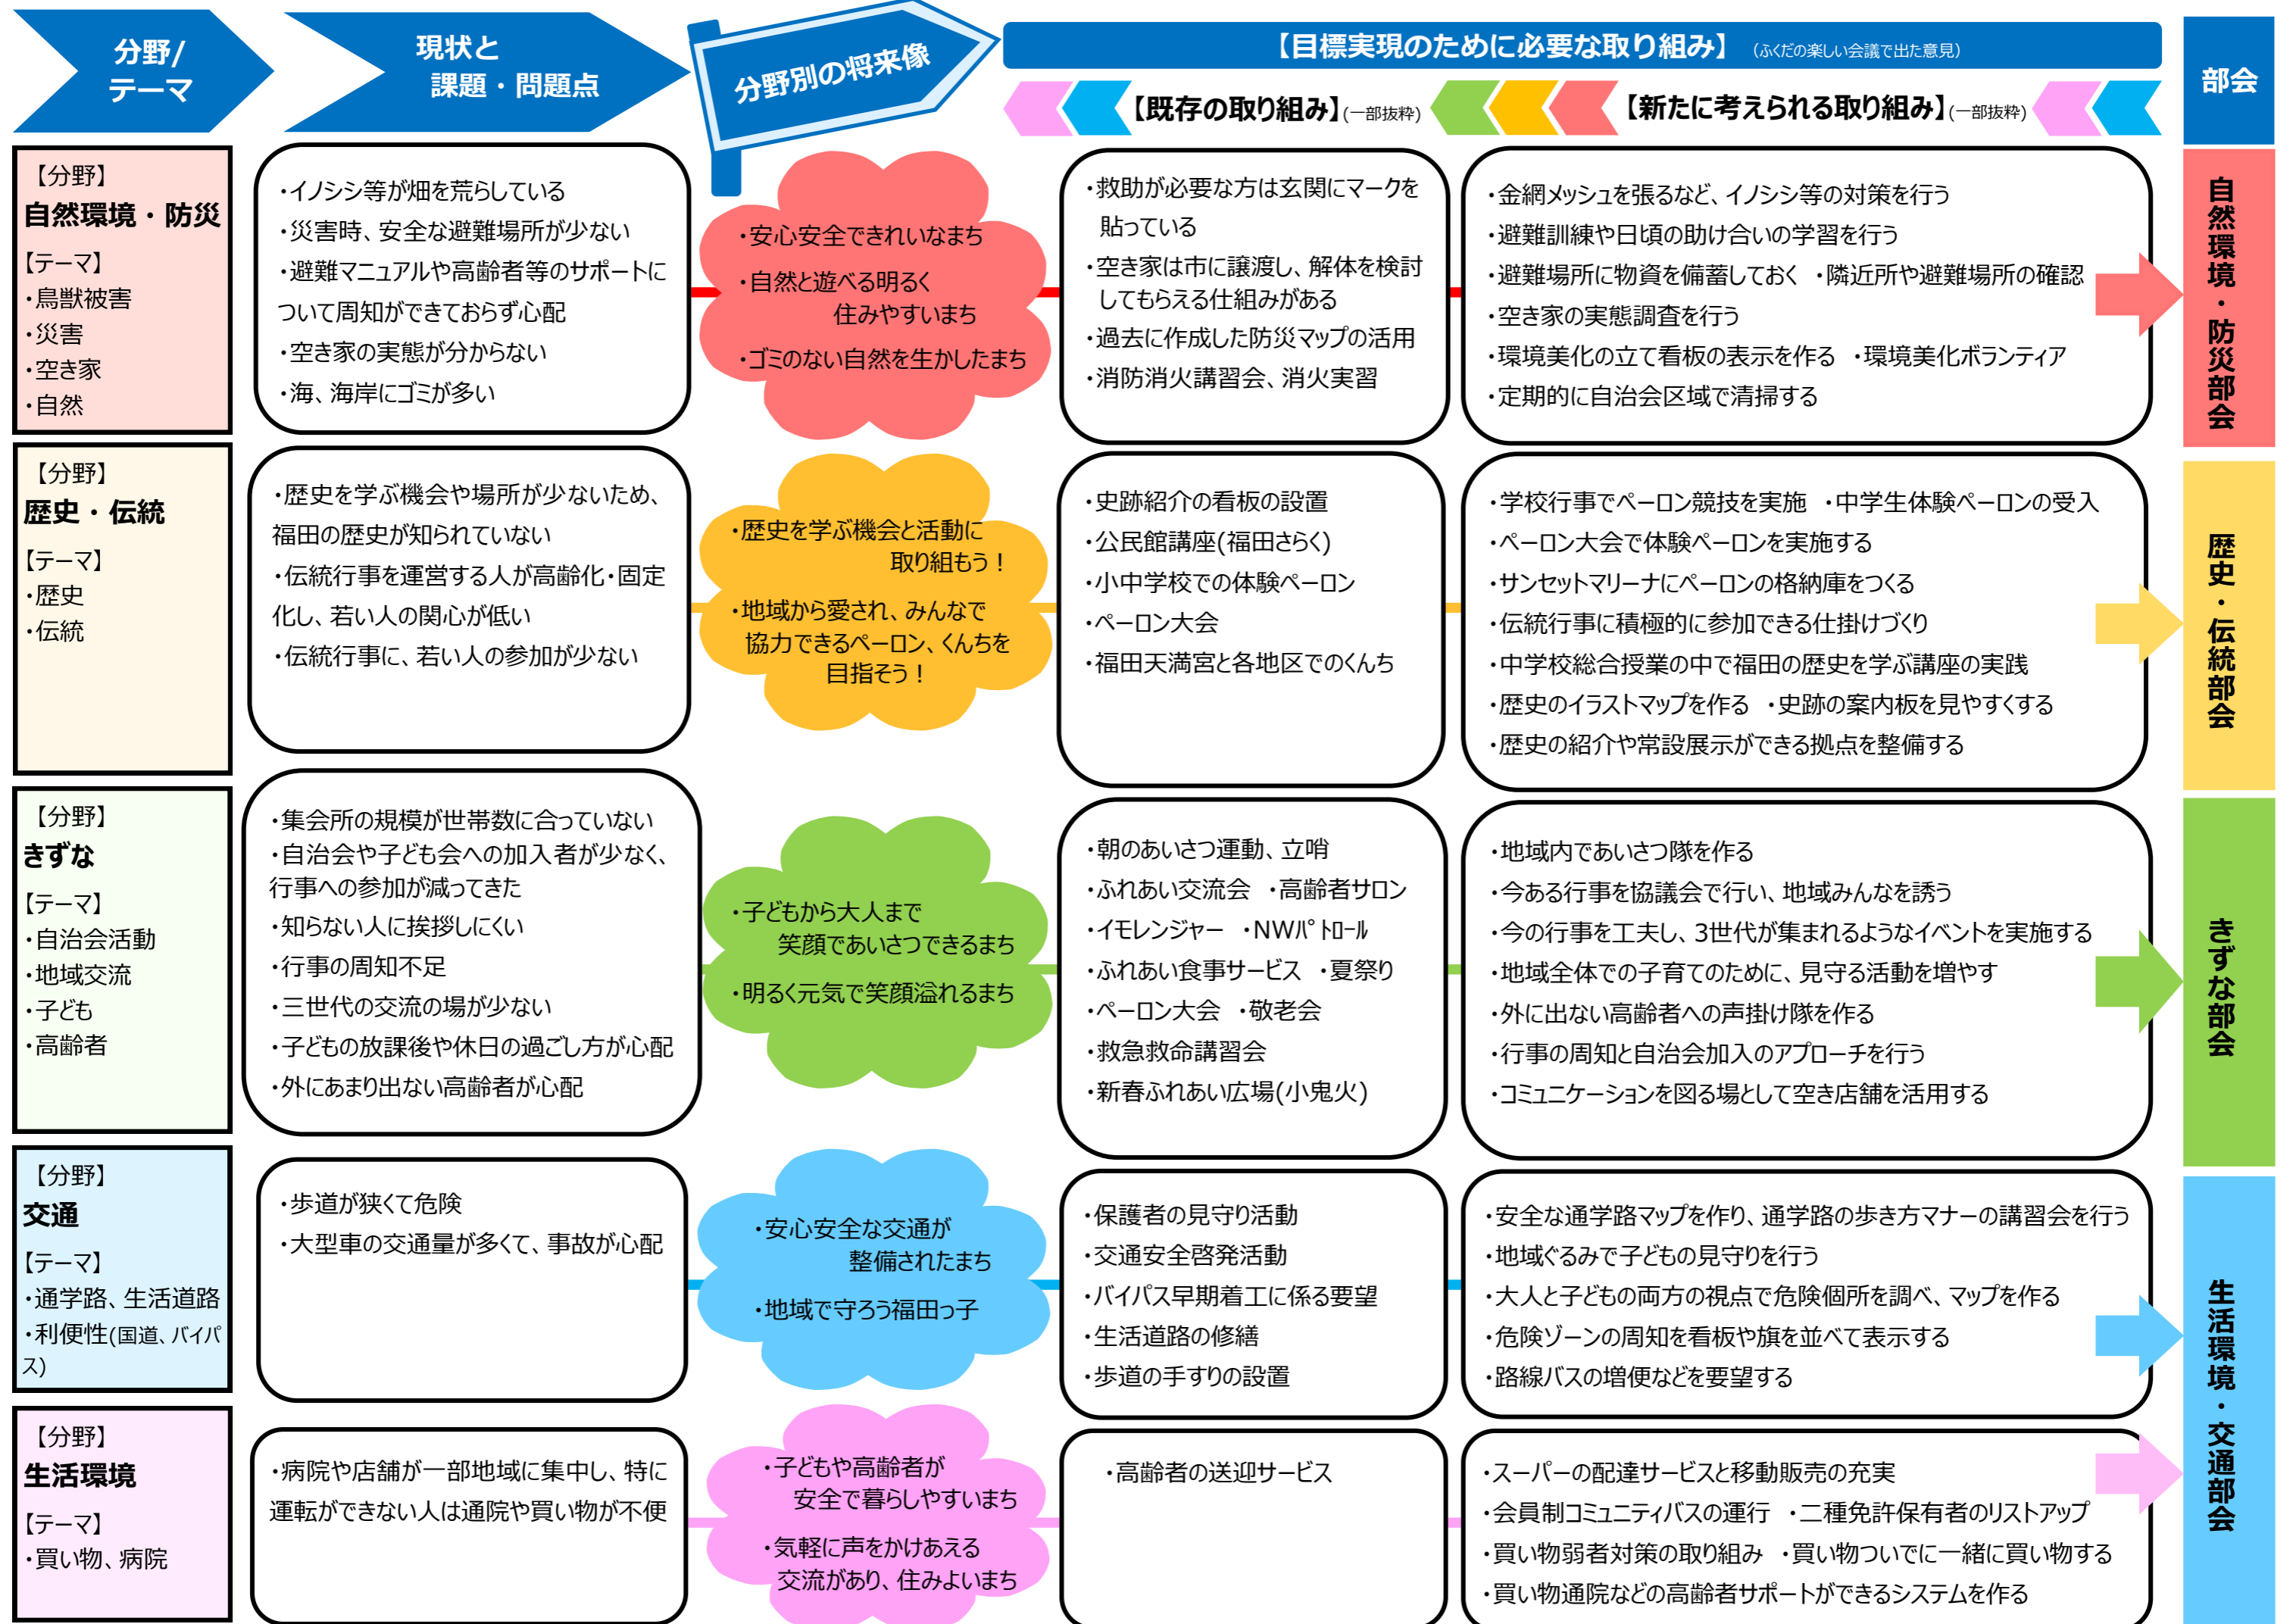 分野/
テーマ
現状と
課題・問題点
分野別の将来像
【目標実現のために必要な取り組み】 （ふくだの楽しい会議で出た意見）
【既存の取り組み】(一部抜粋)
【新たに考えられる取り組み】(一部抜粋)
部会
【分野】
自然環境・防災
【テーマ】
・鳥獣被害
・災害
・空き家
・自然
・イノシシ等が畑を荒らしている
・災害時、安全な避難場所が少ない
・避難マニュアルや高齢者等のサポートに
ついて周知ができておらず心配
・空き家の実態が分からない
・海、海岸にゴミが多い
・安心安全できれいなまち
・自然と遊べる明るく
住みやすいまち
・ゴミのない自然を生かしたまち
・救助が必要な方は玄関にマークを
貼っている
・空き家は市に譲渡し、解体を検討
してもらえる仕組みがある
・過去に作成した防災マップの活用
・消防消火講習会、消火実習
・金網メッシュを張るなど、イノシシ等の対策を行う
・避難訓練や日頃の助け合いの学習を行う
・避難場所に物資を備蓄しておく ・隣近所や避難場所の確認
・空き家の実態調査を行う
・環境美化の立て看板の表示を作る ・環境美化ボランティア
・定期的に自治会区域で清掃する
自然環境・防災部会
【分野】
歴史・伝統
【テーマ】
・歴史
・伝統
・歴史を学ぶ機会や場所が少ないため、
福田の歴史が知られていない
・伝統行事を運営する人が高齢化・固定
化し、若い人の関心が低い
・伝統行事に、若い人の参加が少ない
・歴史を学ぶ機会と活動に
取り組もう！
・地域から愛され、みんなで
協力できるペーロン、くんちを
目指そう！
・史跡紹介の看板の設置
・公民館講座(福田さらく)
・小中学校での体験ペーロン
・ペーロン大会
・福田天満宮と各地区でのくんち
・学校行事でペーロン競技を実施 ・中学生体験ペーロンの受入
・ペーロン大会で体験ペーロンを実施する
・サンセットマリーナにペーロンの格納庫をつくる
・伝統行事に積極的に参加できる仕掛けづくり
・中学校総合授業の中で福田の歴史を学ぶ講座の実践
・歴史のイラストマップを作る ・史跡の案内板を見やすくする
・歴史の紹介や常設展示ができる拠点を整備する
歴史・伝統部会
【分野】
きずな
【テーマ】
・自治会活動
・地域交流
・子ども
・高齢者
・集会所の規模が世帯数に合っていない
・自治会や子ども会への加入者が少なく、
行事への参加が減ってきた
・知らない人に挨拶しにくい
・行事の周知不足
・三世代の交流の場が少ない
・子どもの放課後や休日の過ごし方が心配
・外にあまり出ない高齢者が心配
・子どもから大人まで
笑顔であいさつできるまち
・明るく元気で笑顔溢れるまち
・朝のあいさつ運動、立哨
・ふれあい交流会 ・高齢者サロン
・イモレンジャー ・NWﾊﾟﾄﾛｰﾙ
・ふれあい食事サービス ・夏祭り
・ペーロン大会 ・敬老会
・救急救命講習会
・新春ふれあい広場(小鬼火)
・地域内であいさつ隊を作る
・今ある行事を協議会で行い、地域みんなを誘う
・今の行事を工夫し、3世代が集まれるようなイベントを実施する
・地域全体での子育てのために、見守る活動を増やす
・外に出ない高齢者への声掛け隊を作る
・行事の周知と自治会加入のアプローチを行う
・コミュニケーションを図る場として空き店舗を活用する
きずな部会
【分野】
交通
【テーマ】
・通学路、生活道路
・利便性(国道、バイパ
ス)
・歩道が狭くて危険
・大型車の交通量が多くて、事故が心配
・安心安全な交通が
整備されたまち
・地域で守ろう福田っ子
・保護者の見守り活動
・交通安全啓発活動
・バイパス早期着工に係る要望
・生活道路の修繕
・歩道の手すりの設置
・安全な通学路マップを作り、通学路の歩き方マナーの講習会を行う
・地域ぐるみで子どもの見守りを行う
・大人と子どもの両方の視点で危険個所を調べ、マップを作る
・危険ゾーンの周知を看板や旗を並べて表示する
・路線バスの増便などを要望する
生活環境・交通部会
【分野】
生活環境
【テーマ】
・買い物、病院
・病院や店舗が一部地域に集中し、特に
運転ができない人は通院や買い物が不便
・子どもや高齢者が
安全で暮らしやすいまち
・気軽に声をかけあえる
交流があり、住みよいまち
・高齢者の送迎サービス
・スーパーの配達サービスと移動販売の充実
・会員制コミュニティバスの運行 ・二種免許保有者のリストアップ
・買い物弱者対策の取り組み ・買い物ついでに一緒に買い物する
・買い物通院などの高齢者サポートができるシステムを作る